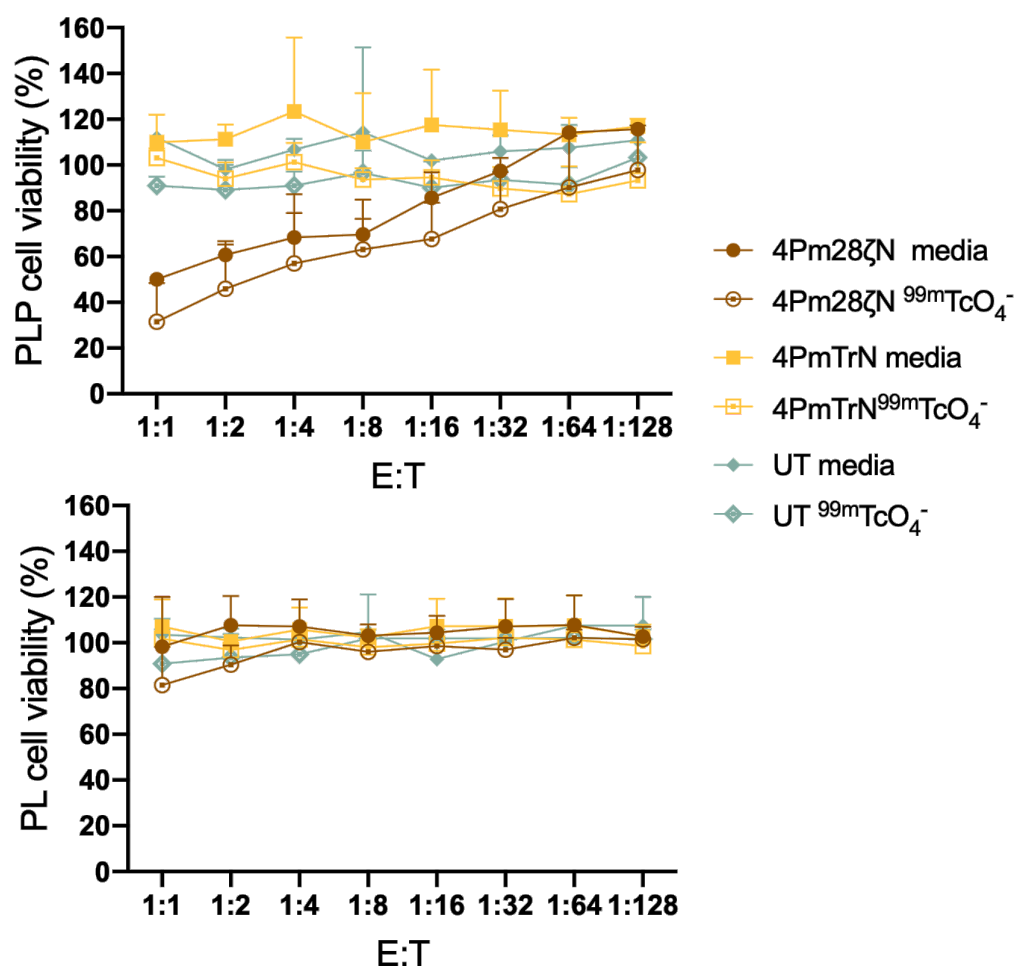 PLP cell viability (%)
160
140
120
100
80
60
40
20
0
1:1 1:2 1:4 1:8 1:16 1:32 1:64 1:128
E:T
4Pm28ζN media
4Pm28ζN ⁹⁹ᵐTcO₄⁻
4PmTrN media
4PmTrN⁹⁹ᵐTcO₄⁻
UT media
UT ⁹⁹ᵐTcO₄⁻
PL cell viability (%)
160
140
120
100
80
60
40
20
0
1:1 1:2 1:4 1:8 1:16 1:32 1:64 1:128
E:T